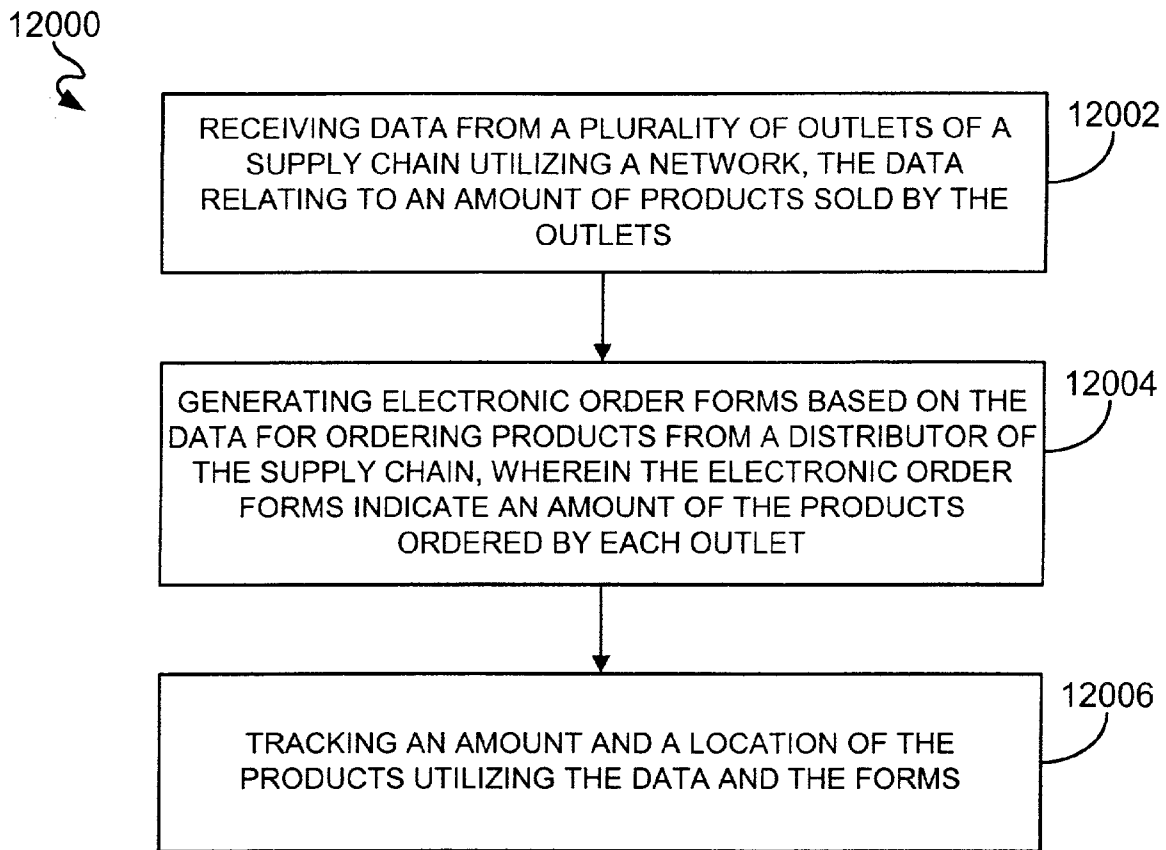 12000
RECEIVING DATA FROM A PLURALITY OF OUTLETS OF A
SUPPLY CHAIN UTILIZING A NETWORK, THE DATA
RELATING TO AN AMOUNT OF PRODUCTS SOLD BY THE
OUTLETS
12002
GENERATING ELECTRONIC ORDER FORMS BASED ON THE
DATA FOR ORDERING PRODUCTS FROM A DISTRIBUTOR OF
THE SUPPLY CHAIN, WHEREIN THE ELECTRONIC ORDER
FORMS INDICATE AN AMOUNT OF THE PRODUCTS
ORDERED BY EACH OUTLET
12004
TRACKING AN AMOUNT AND A LOCATION OF THE
PRODUCTS UTILIZING THE DATA AND THE FORMS
12006